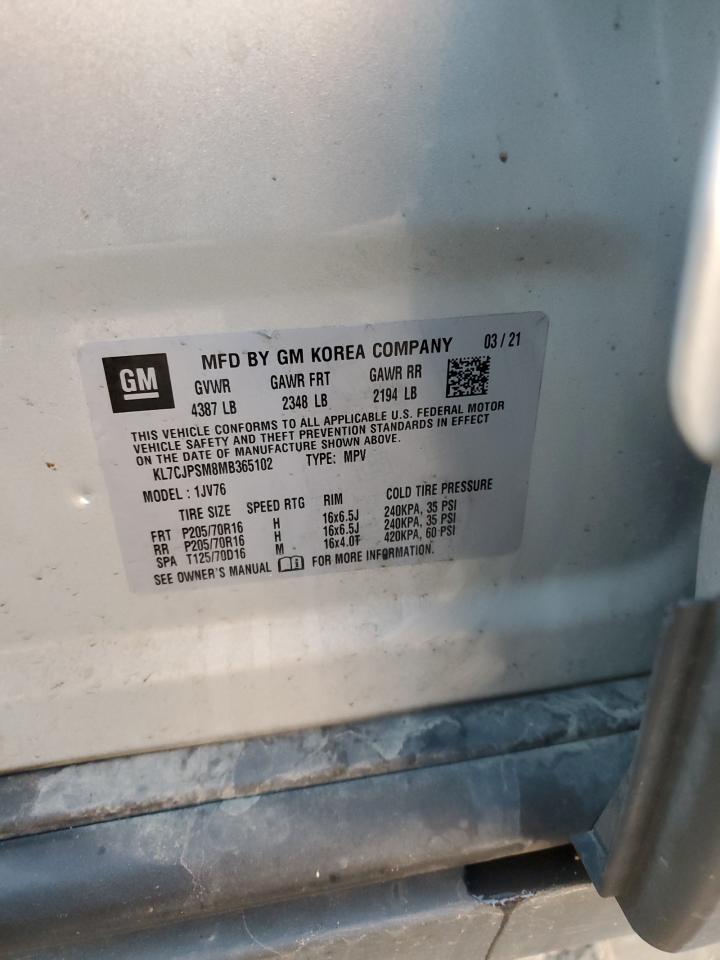 GM
MFD BY GM KOREA COMPANY 03 / 21
GVWR GAWR FRT GAWR RR
4387 LB 2348 LB 2194 LB
THIS VEHICLE CONFORMS TO ALL APPLICABLE U.S. FEDERAL MOTOR
VEHICLE SAFETY AND THEFT PREVENTION STANDARDS IN EFFECT
ON THE DATE OF MANUFACTURE SHOWN ABOVE.
KL7CJPSM8MB365102 TYPE: MPV
MODEL : 1JV76
TIRE SIZE SPEED RTG RIM COLD TIRE PRESSURE
FRT P205/70R16 H 16x6.5J 240KPA, 35 PSI
RR P205/70R16 H 16x6.5J 240KPA, 35 PSI
SPA T125/70D16 M 16x4.0T 420KPA, 60 PSI
SEE OWNER'S MANUAL FOR MORE INFORMATION.